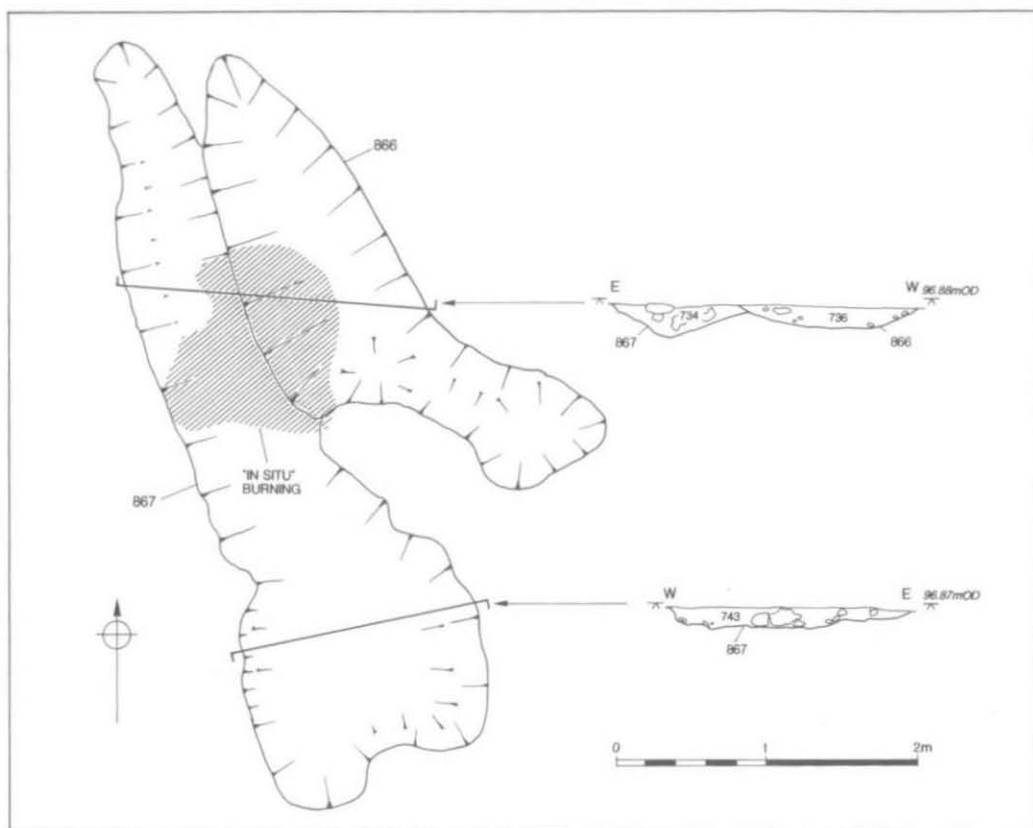 866
E
W 96.88mOD
734
736
867
866
"IN SITU"
BURNING
867
W
E 96.87mOD
743
867
0 1 2m